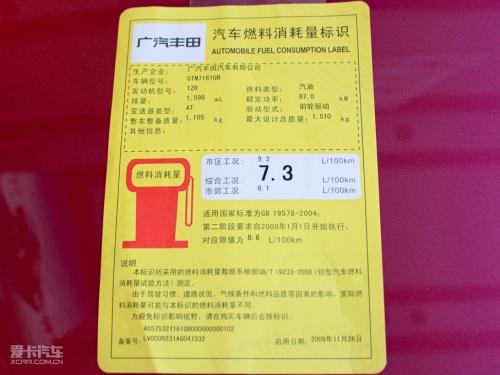 广汽丰田 汽车燃料消耗量标识
AUTOMOBILE FUEL CONSUMPTION LABEL
生产企业: 广汽丰田汽车有限公司
车辆型号: GTM7161GB
发动机型号: 1ZR 燃料类型: 汽油
排量: 1.598 mL 额定功率: 87.0 kW
变速器类型: AT 驱动型式: 前轮驱动
整车整备质量: 1.105 kg 最大设计总质量: 1.510 kg
其他信息:
燃料消耗量
市区工况: 9.3 L/100km
综合工况: 7.3 L/100km
市郊工况: 6.1 L/100km
适用国家标准为GB 19578-2004;
第二阶段要求自2008年1月1日开始执行,
对应限值为 8.6 L/100km
说明
本标识所采用的燃料消耗量数据系根据GB/T 19233-2008《轻型汽车燃
料消耗量试验方法》测定。
由于驾驶习惯、道路状况、气候条件和燃料品质等因素的影响,实际燃
料消耗量可能与本标识的燃料消耗量不同。
为避免标识影响视野,请在购买车辆后去除标识。
A0575327161GB000000000102
备案号: LVGCU9231AG047332 启用日期: 2009年11月26日
爱卡汽车
XCAR.COM.CN